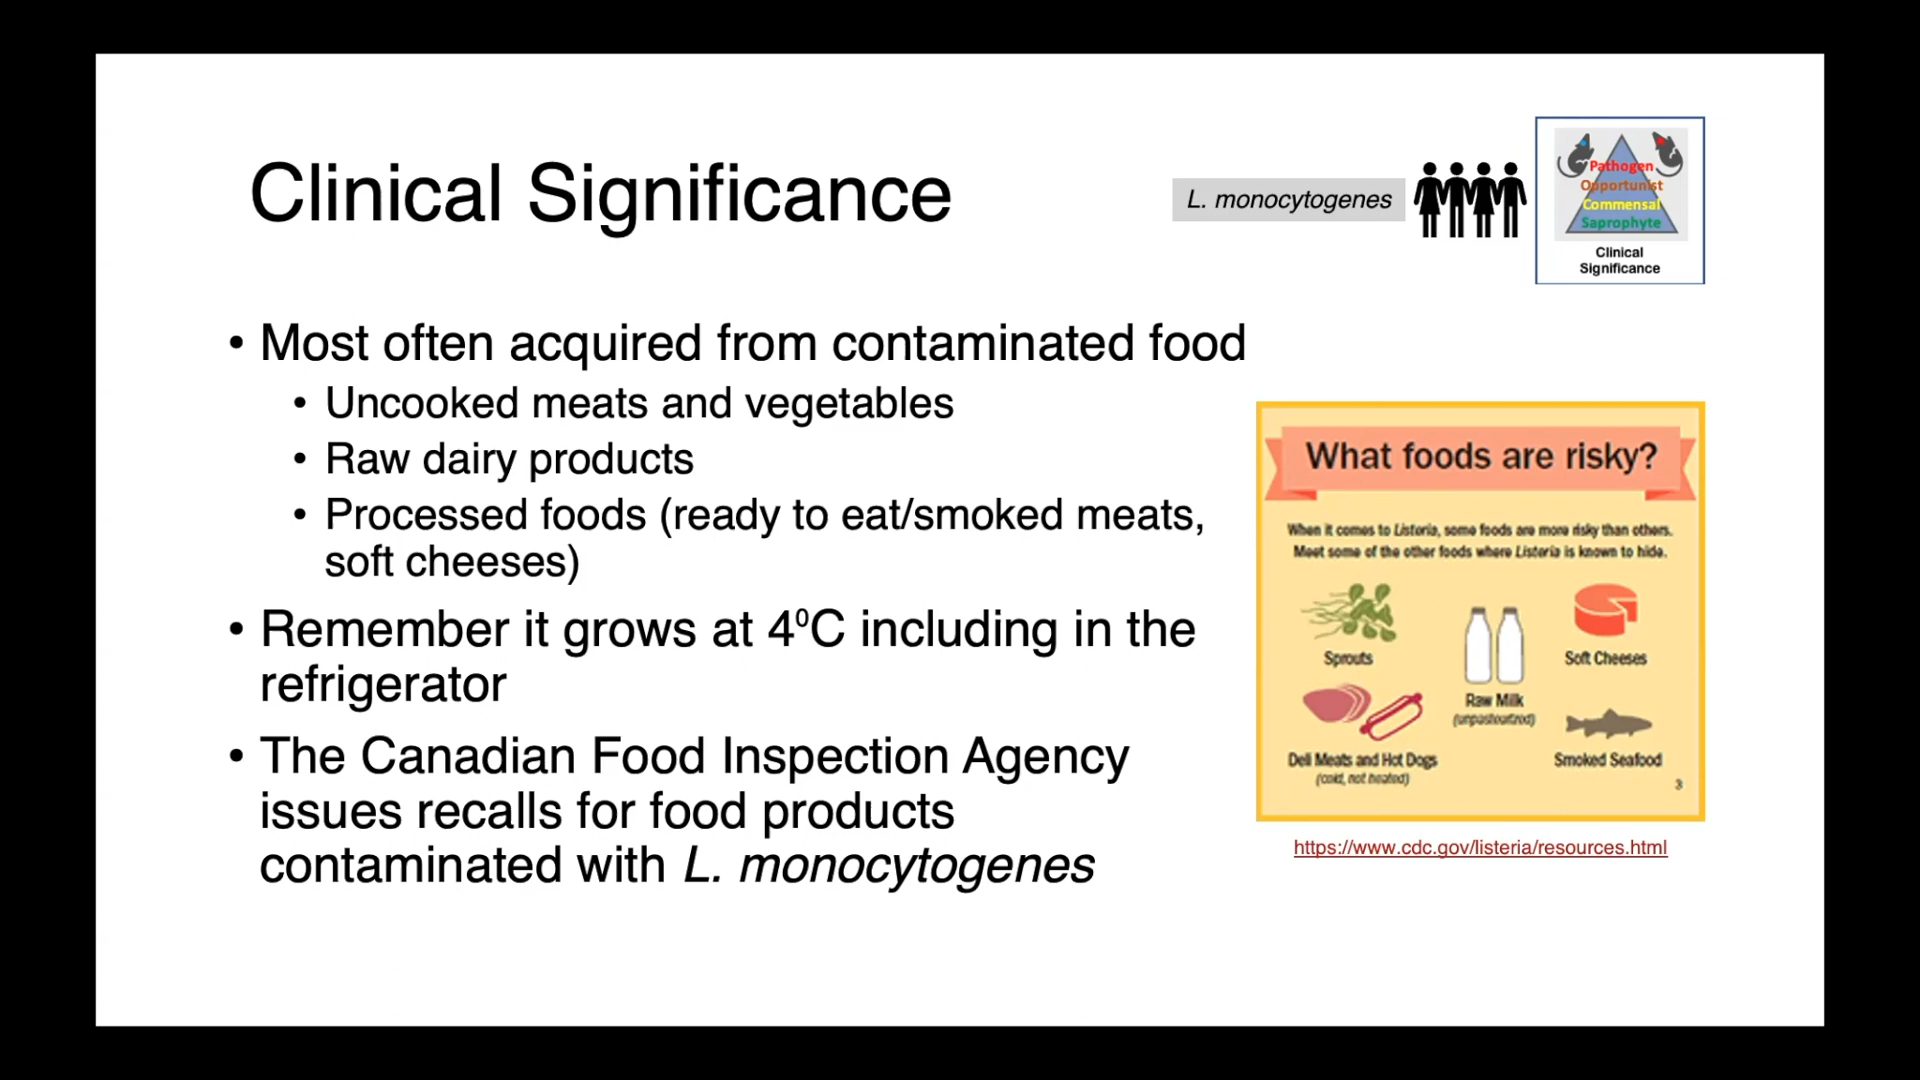 Clinical Significance
L. monocytogenes
Pathogen
Opportunist
Commensal
Saprophyte
Clinical
Significance
• Most often acquired from contaminated food
• Uncooked meats and vegetables
• Raw dairy products
• Processed foods (ready to eat/smoked meats,
soft cheeses)
• Remember it grows at 4⁰C including in the
refrigerator
• The Canadian Food Inspection Agency
issues recalls for food products
contaminated with L. monocytogenes
What foods are risky?
When it comes to Listeria, some foods are more risky than others.
Meet some of the other foods where Listeria is known to hide.
Sprouts
Raw Milk
(unpasteurized)
Soft Cheeses
Deli Meats and Hot Dogs
(cold, not heated)
Smoked Seafood
3
https://www.cdc.gov/listeria/resources.html